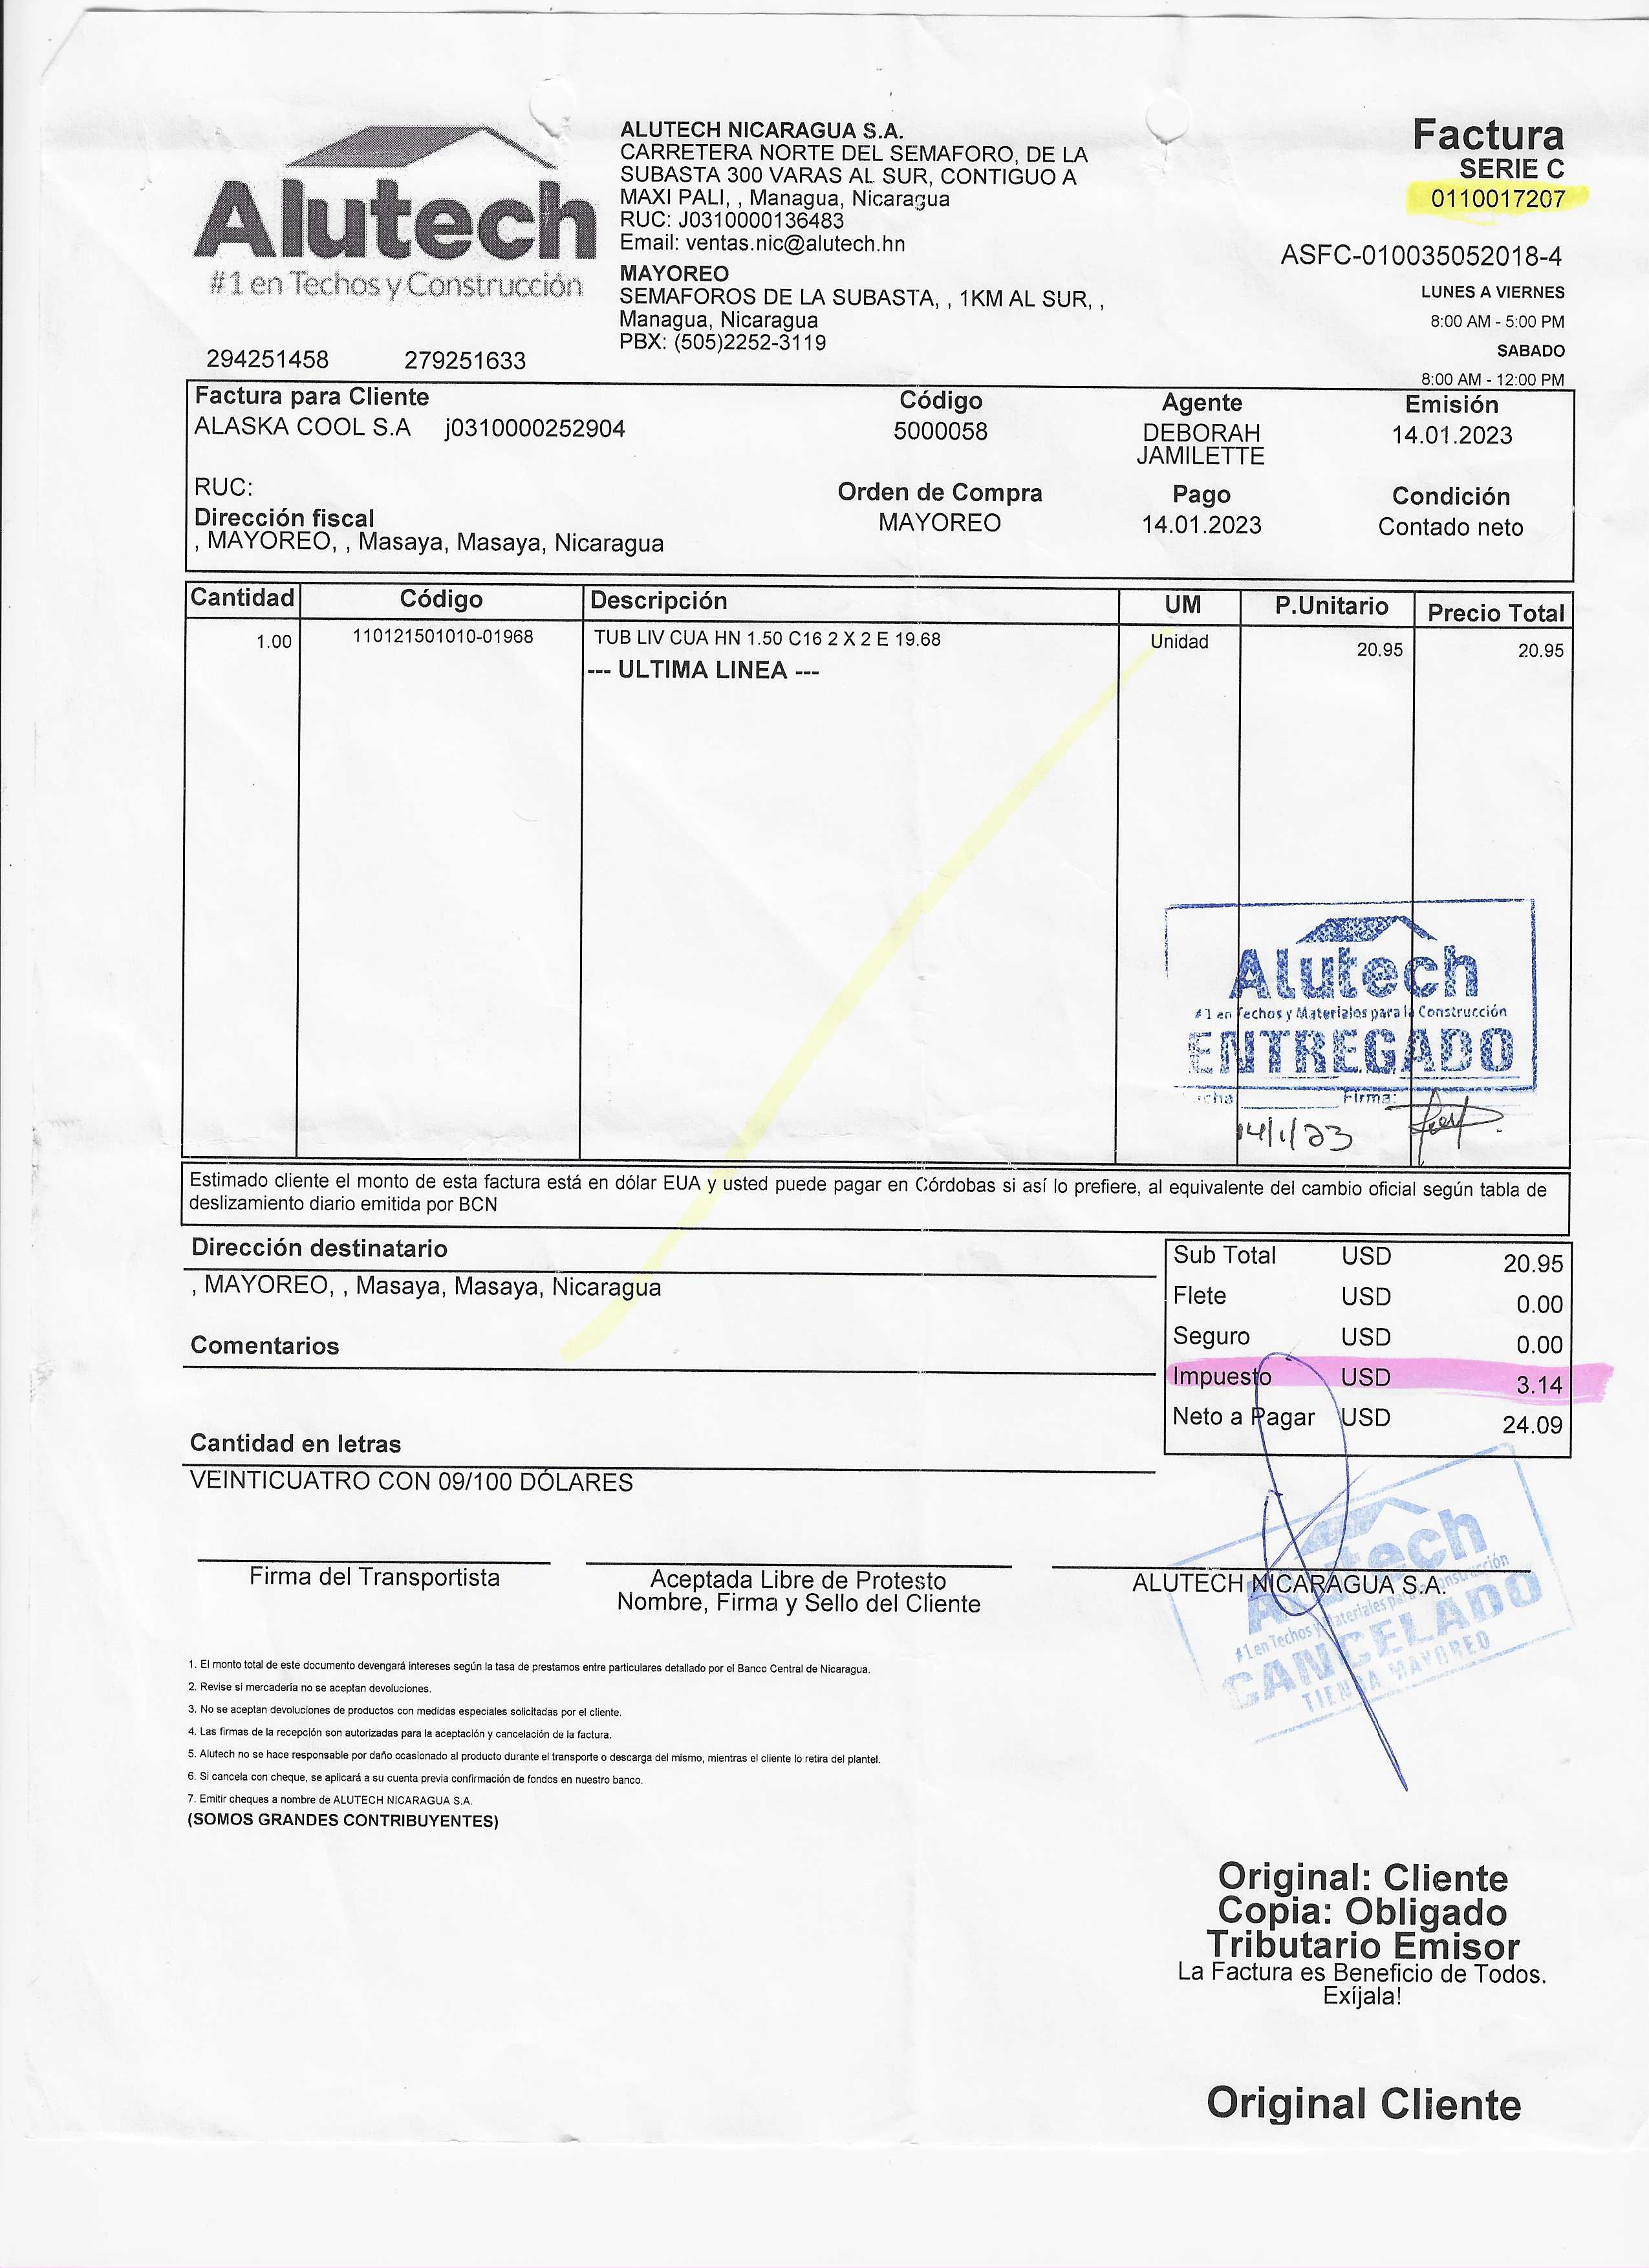 Alutech
#1 en Techos y Construcción
ALUTECH NICARAGUA S.A.
CARRETERA NORTE DEL SEMAFORO, DE LA
SUBASTA 300 VARAS AL SUR, CONTIGUO A
MAXI PALI, , Managua, Nicaragua
RUC: J0310000136483
Email: ventas.nic@alutech.hn
MAYOREO
SEMAFOROS DE LA SUBASTA, , 1KM AL SUR, ,
Managua, Nicaragua
PBX: (505)2252-3119
Factura
SERIE C
0110017207
ASFC-010035052018-4
LUNES A VIERNES
8:00 AM - 5:00 PM
SABADO
8:00 AM - 12:00 PM
294251458 279251633
Factura para Cliente Código Agente Emisión
ALASKA COOL S.A j0310000252904 5000058 DEBORAH JAMILETTE 14.01.2023
RUC: Orden de Compra Pago Condición
Dirección fiscal MAYOREO 14.01.2023 Contado neto
, MAYOREO, , Masaya, Masaya, Nicaragua
Cantidad Código Descripción UM P.Unitario Precio Total
1.00 110121501010-01968 TUB LIV CUA HN 1.50 C16 2 X 2 E 19.68 Unidad 20.95 20.95
--- ULTIMA LINEA ---
Alutech
#1 en Techos y Materiales para la Construcción
ENTREGADO
Firma:
14/1/23
Estimado cliente el monto de esta factura está en dólar EUA y usted puede pagar en Córdobas si así lo prefiere, al equivalente del cambio oficial según tabla de
deslizamiento diario emitida por BCN
Dirección destinatario
, MAYOREO, , Masaya, Masaya, Nicaragua
Comentarios
Sub Total USD 20.95
Flete USD 0.00
Seguro USD 0.00
Impuesto USD 3.14
Neto a Pagar USD 24.09
Cantidad en letras
VEINTICUATRO CON 09/100 DÓLARES
Firma del Transportista
Aceptada Libre de Protesto
Nombre, Firma y Sello del Cliente
ALUTECH NICARAGUA S.A.
Alutech
#1 en Techos y Materiales para la Construcción
CANCELADO
TIENDA MAYOREO
1. El monto total de este documento devengará intereses según la tasa de prestamos entre particulares detallado por el Banco Central de Nicaragua.
2. Revise si mercadería no se aceptan devoluciones.
3. No se aceptan devoluciones de productos con medidas especiales solicitadas por el cliente.
4. Las firmas de la recepción son autorizadas para la aceptación y cancelación de la factura.
5. Alutech no se hace responsable por daño ocasionado al producto durante el transporte o descarga del mismo, mientras el cliente lo retira del plantel.
6. Si cancela con cheque, se aplicará a su cuenta previa confirmación de fondos en nuestro banco.
7. Emitir cheques a nombre de ALUTECH NICARAGUA S.A.
(SOMOS GRANDES CONTRIBUYENTES)
Original: Cliente
Copia: Obligado
Tributario Emisor
La Factura es Beneficio de Todos.
Exíjala!
Original Cliente